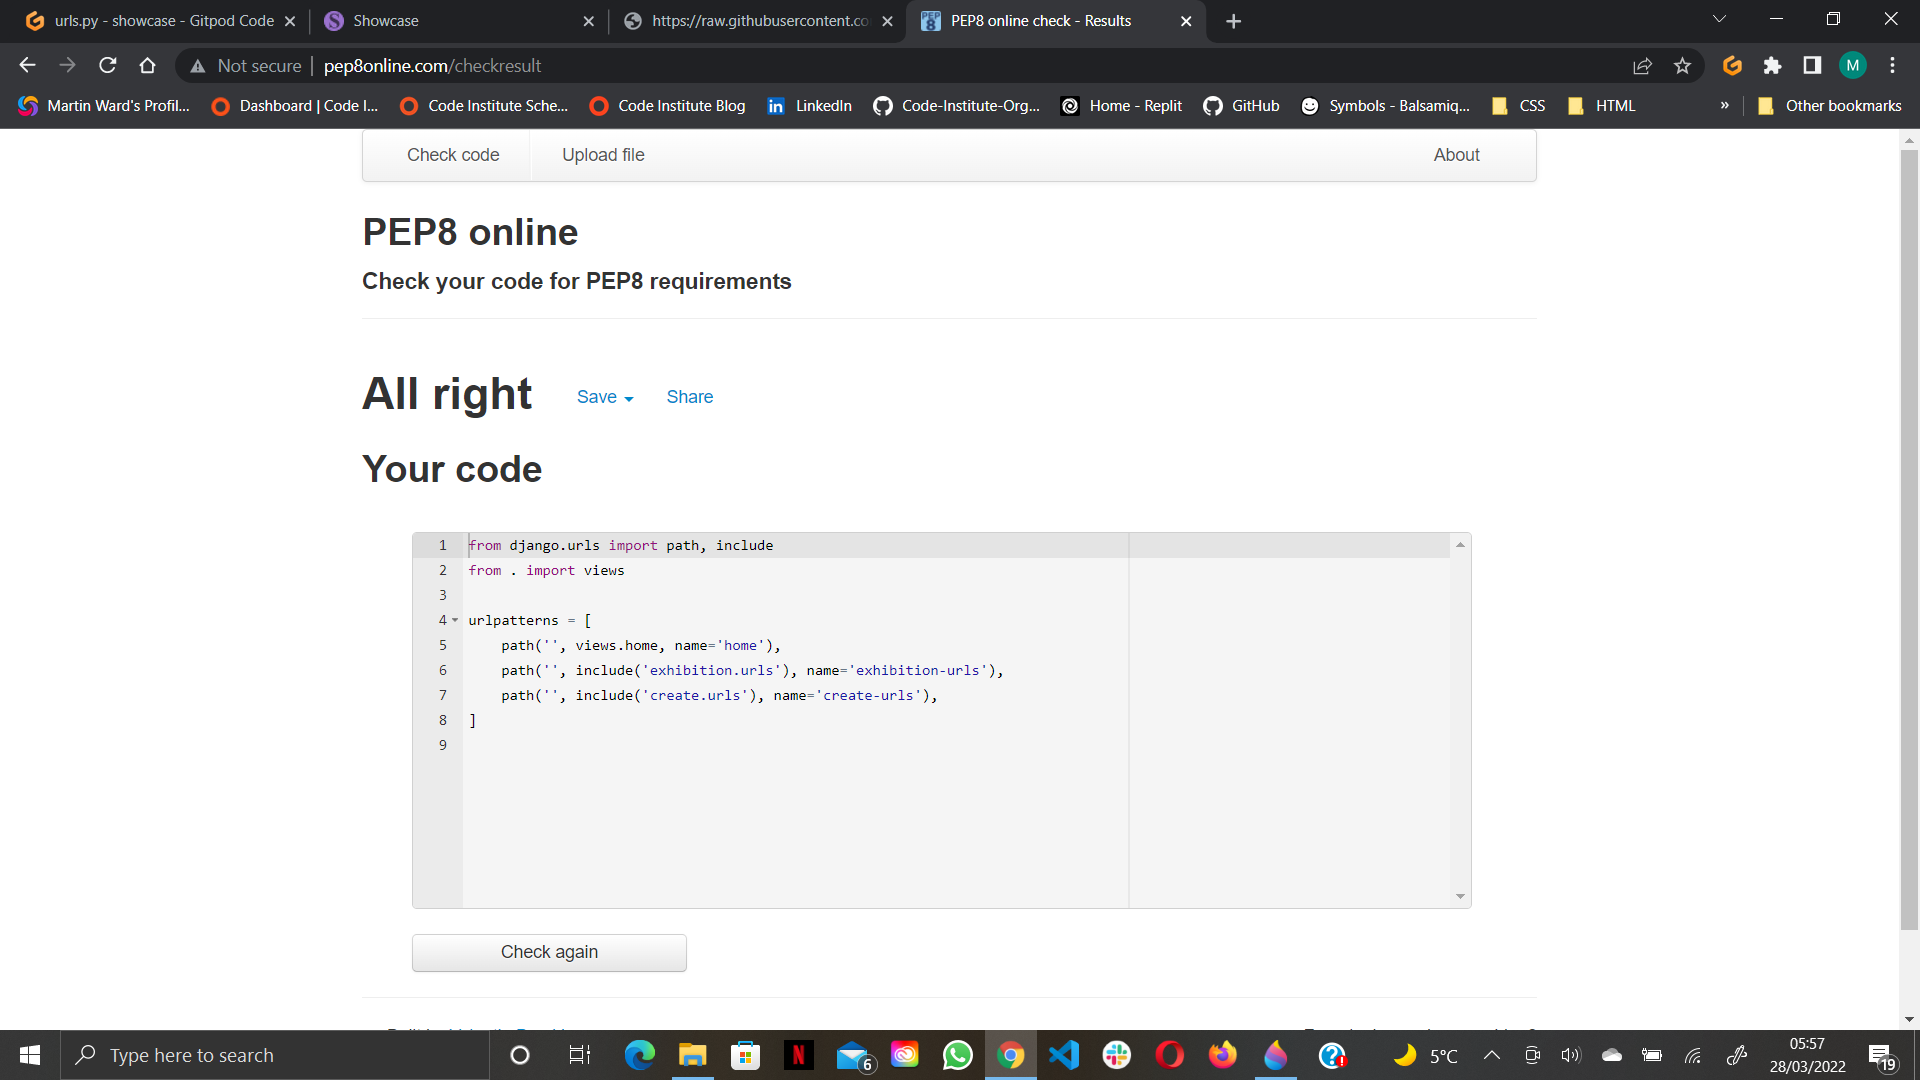 urls.py - showcase - Gitpod Code
Showcase
https://raw.githubusercontent.co
PEP8 online check - Results
Not secure
pep8online.com/checkresult
M
Martin Ward's Profil...
Dashboard | Code I...
Code Institute Sche...
Code Institute Blog
LinkedIn
Code-Institute-Org...
Home - Replit
GitHub
Symbols - Balsamiq...
CSS
HTML
»
Other bookmarks
Check code
Upload file
About
PEP8 online
Check your code for PEP8 requirements
All right
Save
Share
Your code
1 from django.urls import path, include
2 from . import views
3
4 urlpatterns = [
5 path('', views.home, name='home'),
6 path('', include('exhibition.urls'), name='exhibition-urls'),
7 path('', include('create.urls'), name='create-urls'),
8 ]
9
Check again
Type here to search
6
5°C
05:57
28/03/2022
19